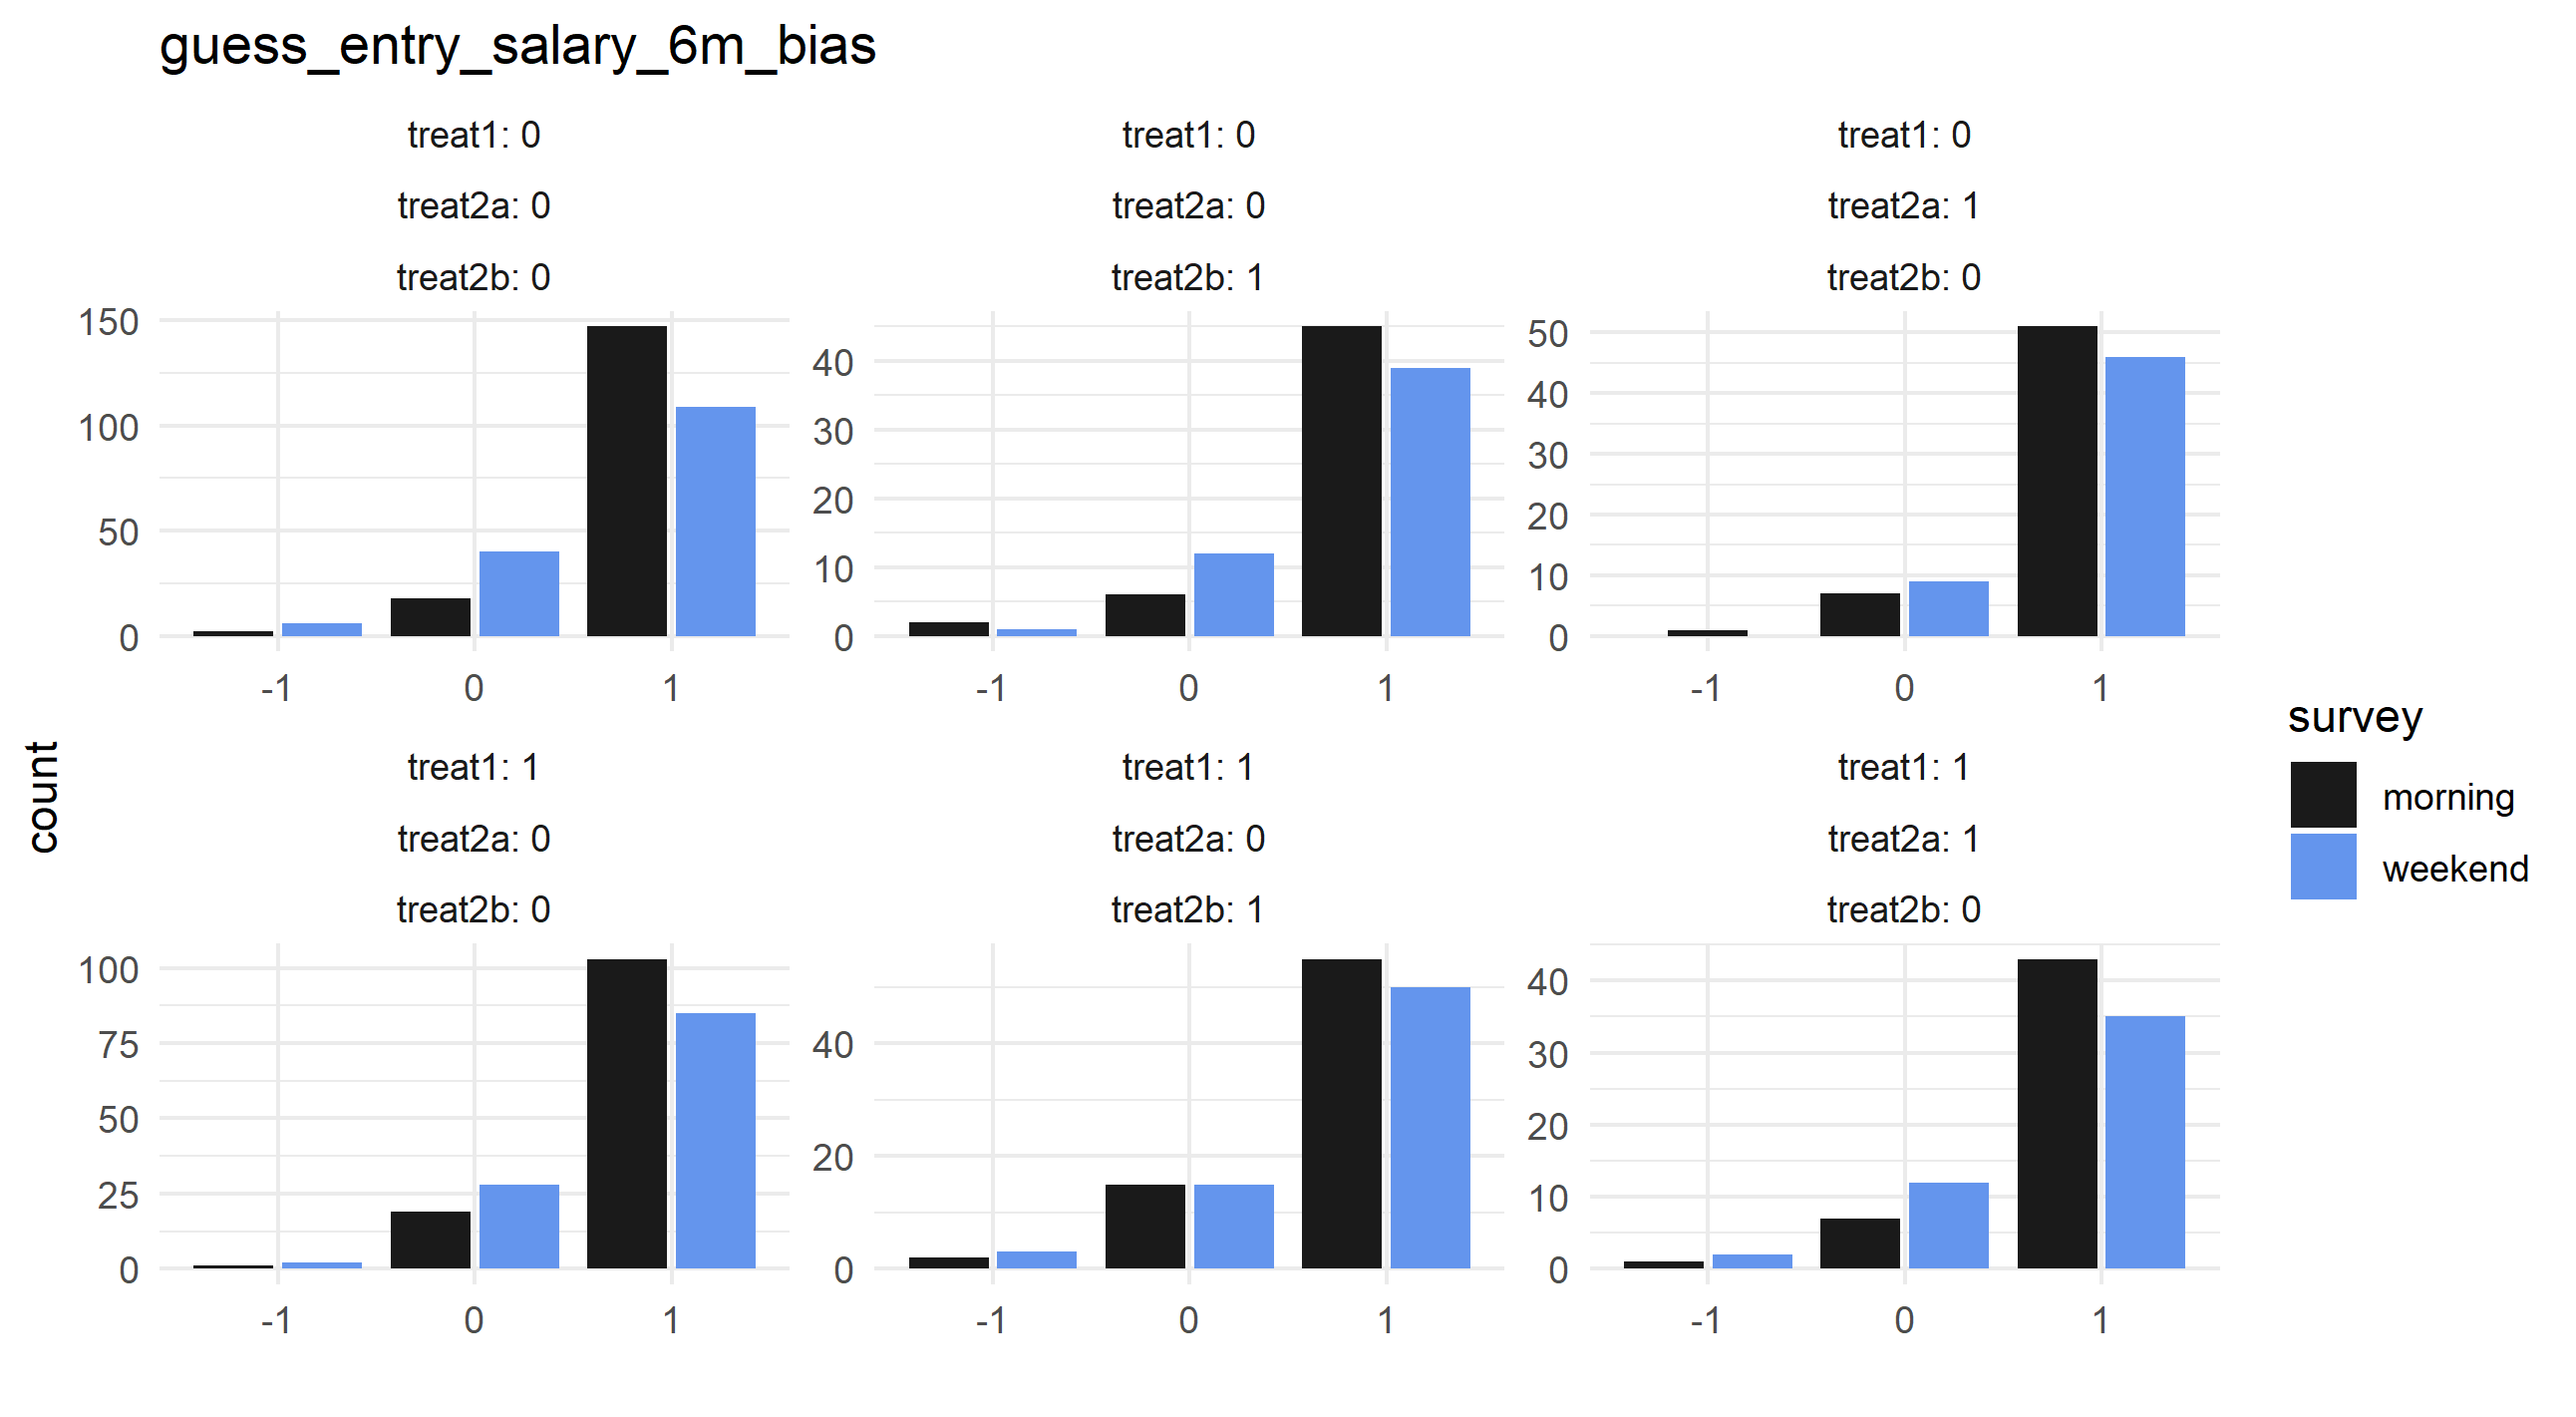 guess_entry_salary_6m_bias
treat1: 0
treat2a: 0
treat2b: 0
treat1: 0
treat2a: 0
treat2b: 1
treat1: 0
treat2a: 1
treat2b: 0
150
100
50
0
-1 0 1
40
30
20
10
0
-1 0 1
50
40
30
20
10
0
-1 0 1
count
treat1: 1
treat2a: 0
treat2b: 0
treat1: 1
treat2a: 0
treat2b: 1
treat1: 1
treat2a: 1
treat2b: 0
100
75
50
25
0
-1 0 1
40
20
0
-1 0 1
40
30
20
10
0
-1 0 1
survey
morning
weekend